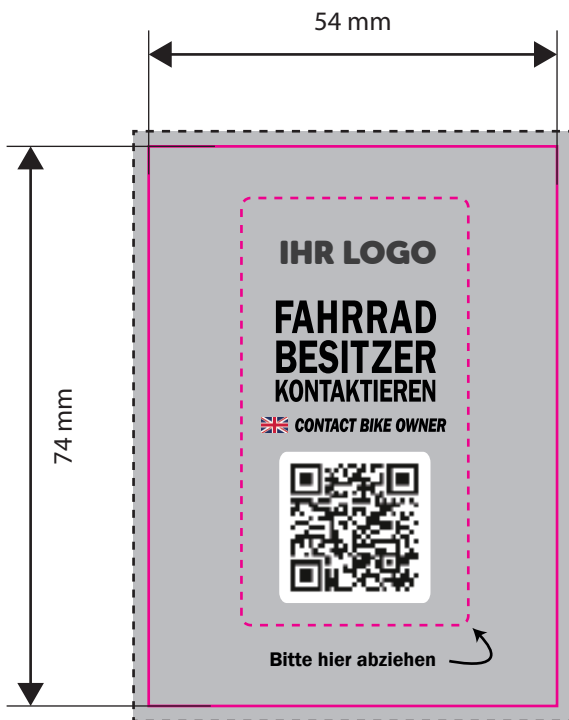 54 mm
74 mm
IHR LOGO
FAHRRAD
BESITZER
KONTAKTIEREN
CONTACT BIKE OWNER
Bitte hier abziehen